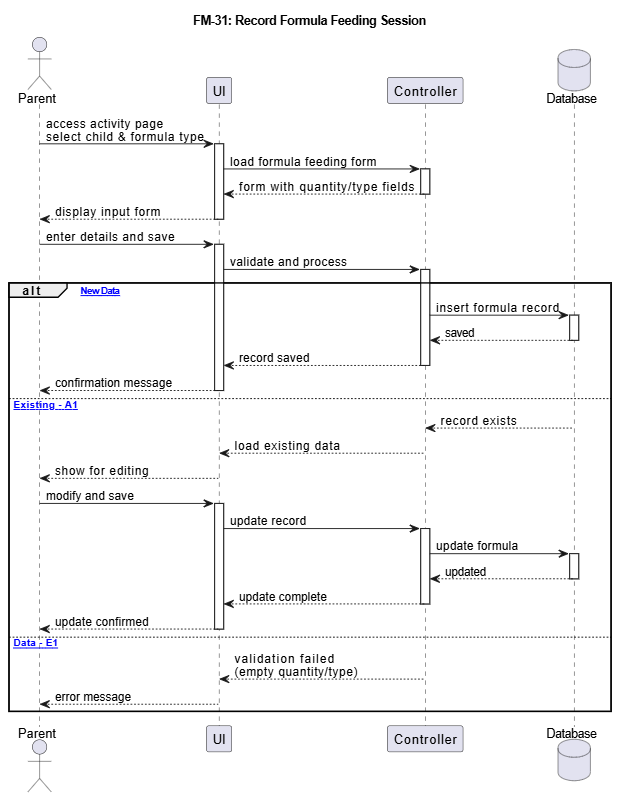 FM-31: Record Formula Feeding Session
Parent
UI
Controller
Database
access activity page
select child & formula type
load formula feeding form
form with quantity/type fields
display input form
enter details and save
validate and process
alt
New Data
insert formula record
saved
record saved
confirmation message
Existing - A1
record exists
load existing data
show for editing
modify and save
update record
update formula
updated
update complete
update confirmed
Data - E1
validation failed
(empty quantity/type)
error message
Parent
UI
Controller
Database